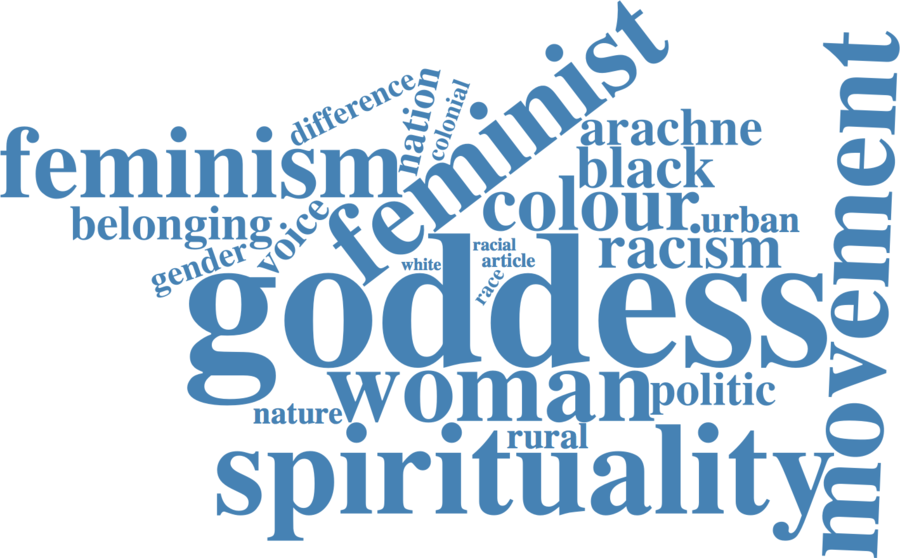 feminist
movement
difference
nation
colonial
arachne
feminism
black
colour.
belonging
voice
urban
gender
racial
racism
white
article
race
goddess
woman
politic
nature
rural
spirituality